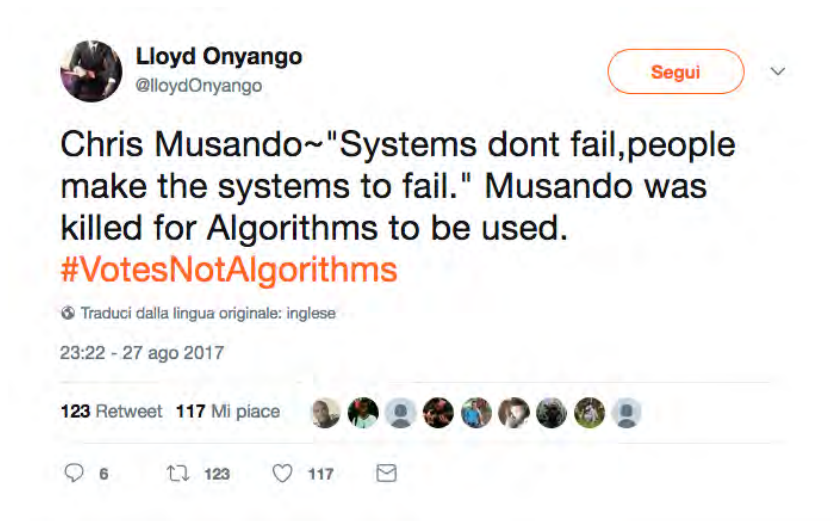 Lloyd Onyango
@lloydOnyango
Segui
Chris Musando~"Systems dont fail,people
make the systems to fail." Musando was
killed for Algorithms to be used.
#VotesNotAlgorithms
Traduci dalla lingua originale: inglese
23:22 - 27 ago 2017
123 Retweet 117 Mi piace
6 123 117